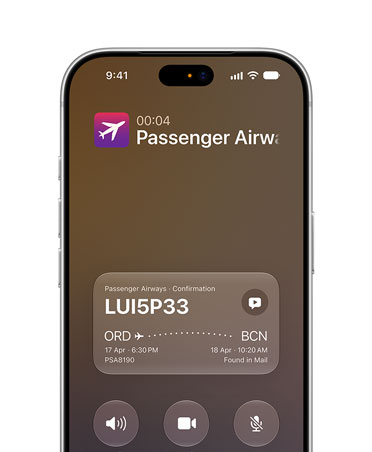 9:41
00:04
Passenger Airwa
Passenger Airways · Confirmation
LUI5P33
ORD BCN
17 Apr · 6:30 PM 18 Apr · 10:20 AM
PSA8190 Found in Mail